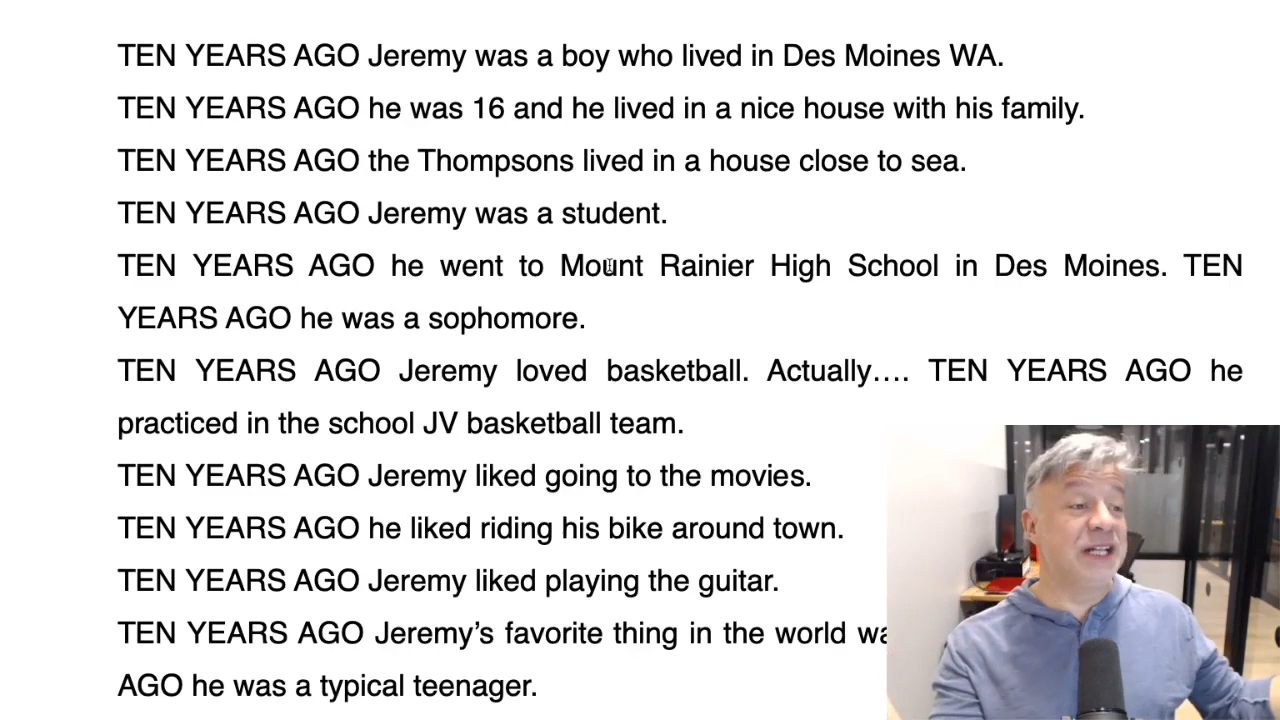 TEN YEARS AGO Jeremy was a boy who lived in Des Moines WA.
TEN YEARS AGO he was 16 and he lived in a nice house with his family.
TEN YEARS AGO the Thompsons lived in a house close to sea.
TEN YEARS AGO Jeremy was a student.
TEN YEARS AGO he went to Mount Rainier High School in Des Moines. TEN
YEARS AGO he was a sophomore.
TEN YEARS AGO Jeremy loved basketball. Actually…. TEN YEARS AGO he
practiced in the school JV basketball team.
TEN YEARS AGO Jeremy liked going to the movies.
TEN YEARS AGO he liked riding his bike around town.
TEN YEARS AGO Jeremy liked playing the guitar.
TEN YEARS AGO Jeremy’s favorite thing in the world
AGO he was a typical teenager.